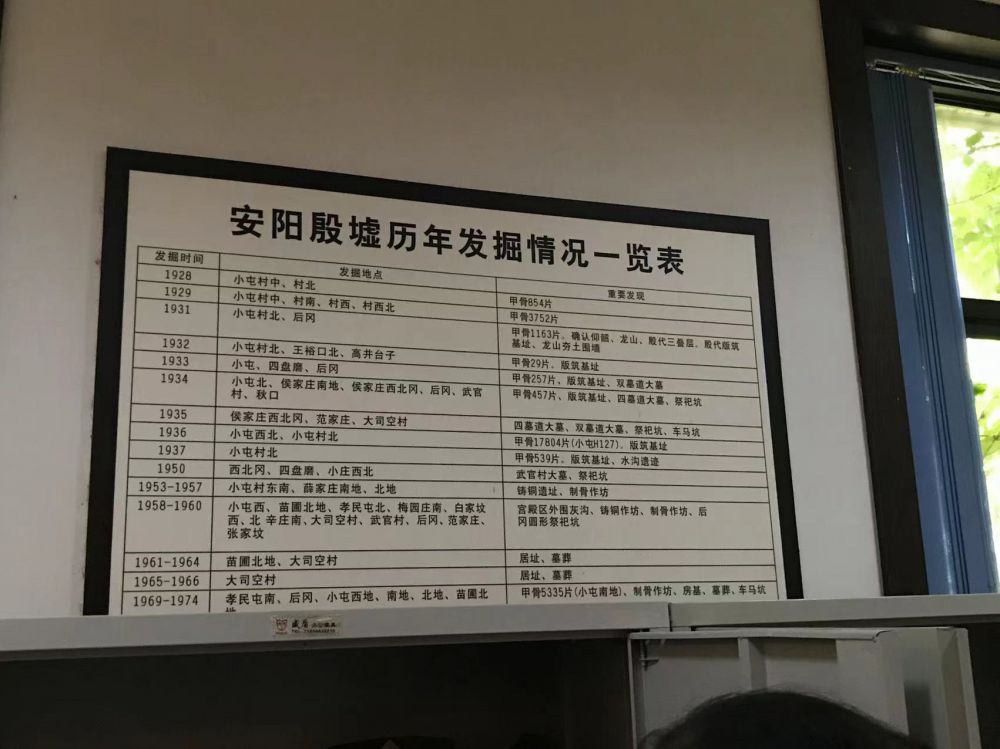 安阳殷墟历年发掘情况一览表
发掘时间 发掘地点 重要发现
1928 小屯村中、村北 甲骨854片
1929 小屯村中、村南、村西、村西北 甲骨3752片
1931 小屯村北、后冈 甲骨1163片。确认仰韶、龙山、殷代三叠层。殷代版筑
基址、龙山夯土围墙
1932 小屯村北、王裕口北、高井台子 甲骨29片。版筑基址
1933 小屯、四盘磨、后冈 甲骨257片。版筑基址、双墓道大墓
1934 小屯北、侯家庄南地、侯家庄西北冈、后冈、武官 甲骨457片、版筑基址、四墓道大墓、祭祀坑
村、秋口
1935 侯家庄西北冈、范家庄、大司空村 四墓道大墓、双墓道大墓、祭祀坑、车马坑
1936 小屯西北、小屯村北 甲骨17804片(小屯H127)。版筑基址
1937 小屯村北 甲骨539片。版筑基址、水沟遗迹
1950 西北冈、四盘磨、小庄西北 武官村大墓、祭祀坑
1953-1957 小屯村东南、薛家庄南地、北地 铸铜遗址、制骨作坊
1958-1960 小屯西、苗圃北地、孝民屯北、梅园庄南、白家坟 宫殿区外围灰沟、铸铜作坊、制骨作坊、后
西、北 辛庄南、大司空村、武官村、后冈、范家庄、 冈圆形祭祀坑
张家坟
1961-1964 苗圃北地、大司空村 居址、墓葬
1965-1966 大司空村 居址、墓葬
1969-1974 孝民屯南、后冈、小屯西地、南地、北地、苗圃北 甲骨5335片(小屯南地)、制骨作坊、房基、墓葬、车马坑